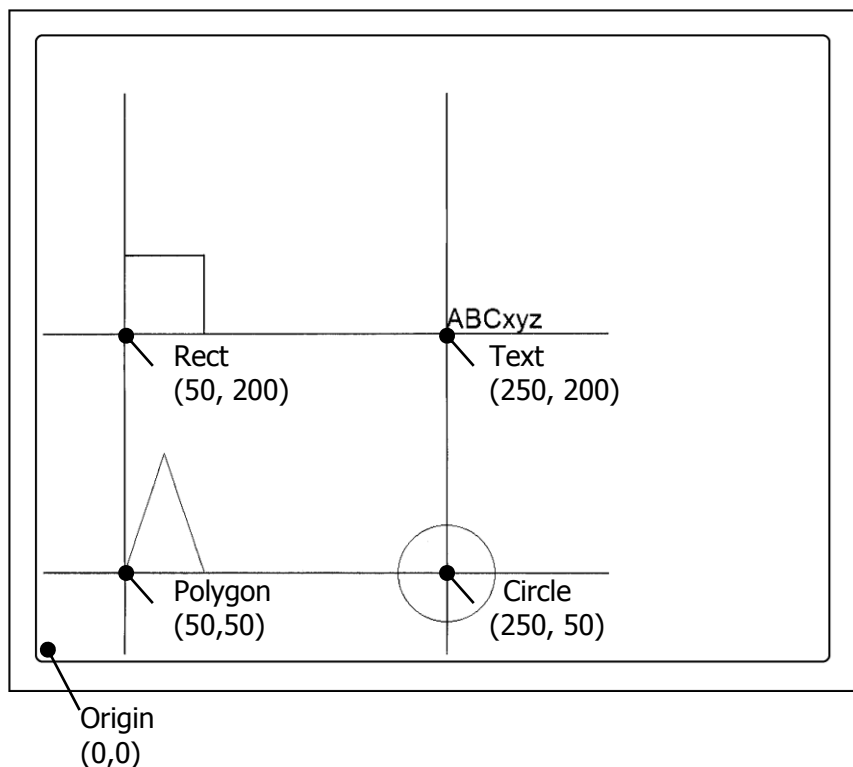 ABCxyz
Rect
(50, 200)
Text
(250, 200)
Polygon
(50,50)
Circle
(250, 50)
Origin
(0,0)